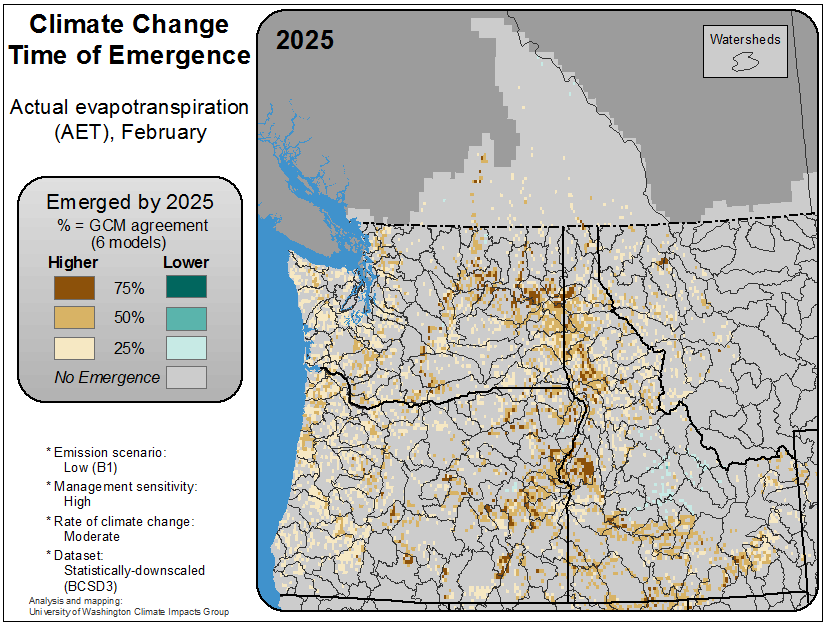 Climate Change
Time of Emergence
Actual evapotranspiration
(AET), February
Emerged by 2025
% = GCM agreement
(6 models)
Higher Lower
75%
50%
25%
No Emergence
* Emission scenario:
Low (B1)
* Management sensitivity:
High
* Rate of climate change:
Moderate
* Dataset:
Statistically-downscaled
(BCSD3)
Analysis and mapping:
University of Washington Climate Impacts Group
2025
Watersheds